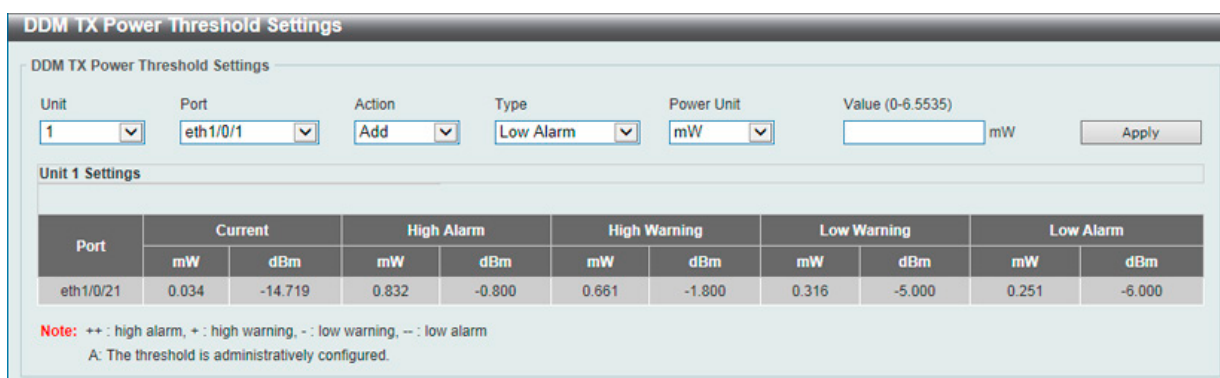 DDM TX Power Threshold Settings
DDM TX Power Threshold Settings
Unit Port Action Type Power Unit Value (0-6.5535)
1 eth1/0/1 Add Low Alarm mW mW Apply
Unit 1 Settings
Port Current High Alarm High Warning Low Warning Low Alarm
mW dBm mW dBm mW dBm mW dBm mW dBm
eth1/0/21 0.034 -14.719 0.832 -0.800 0.661 -1.800 0.316 -5.000 0.251 -6.000
Note: ++ : high alarm, + : high warning, - : low warning, -- : low alarm
A: The threshold is administratively configured.